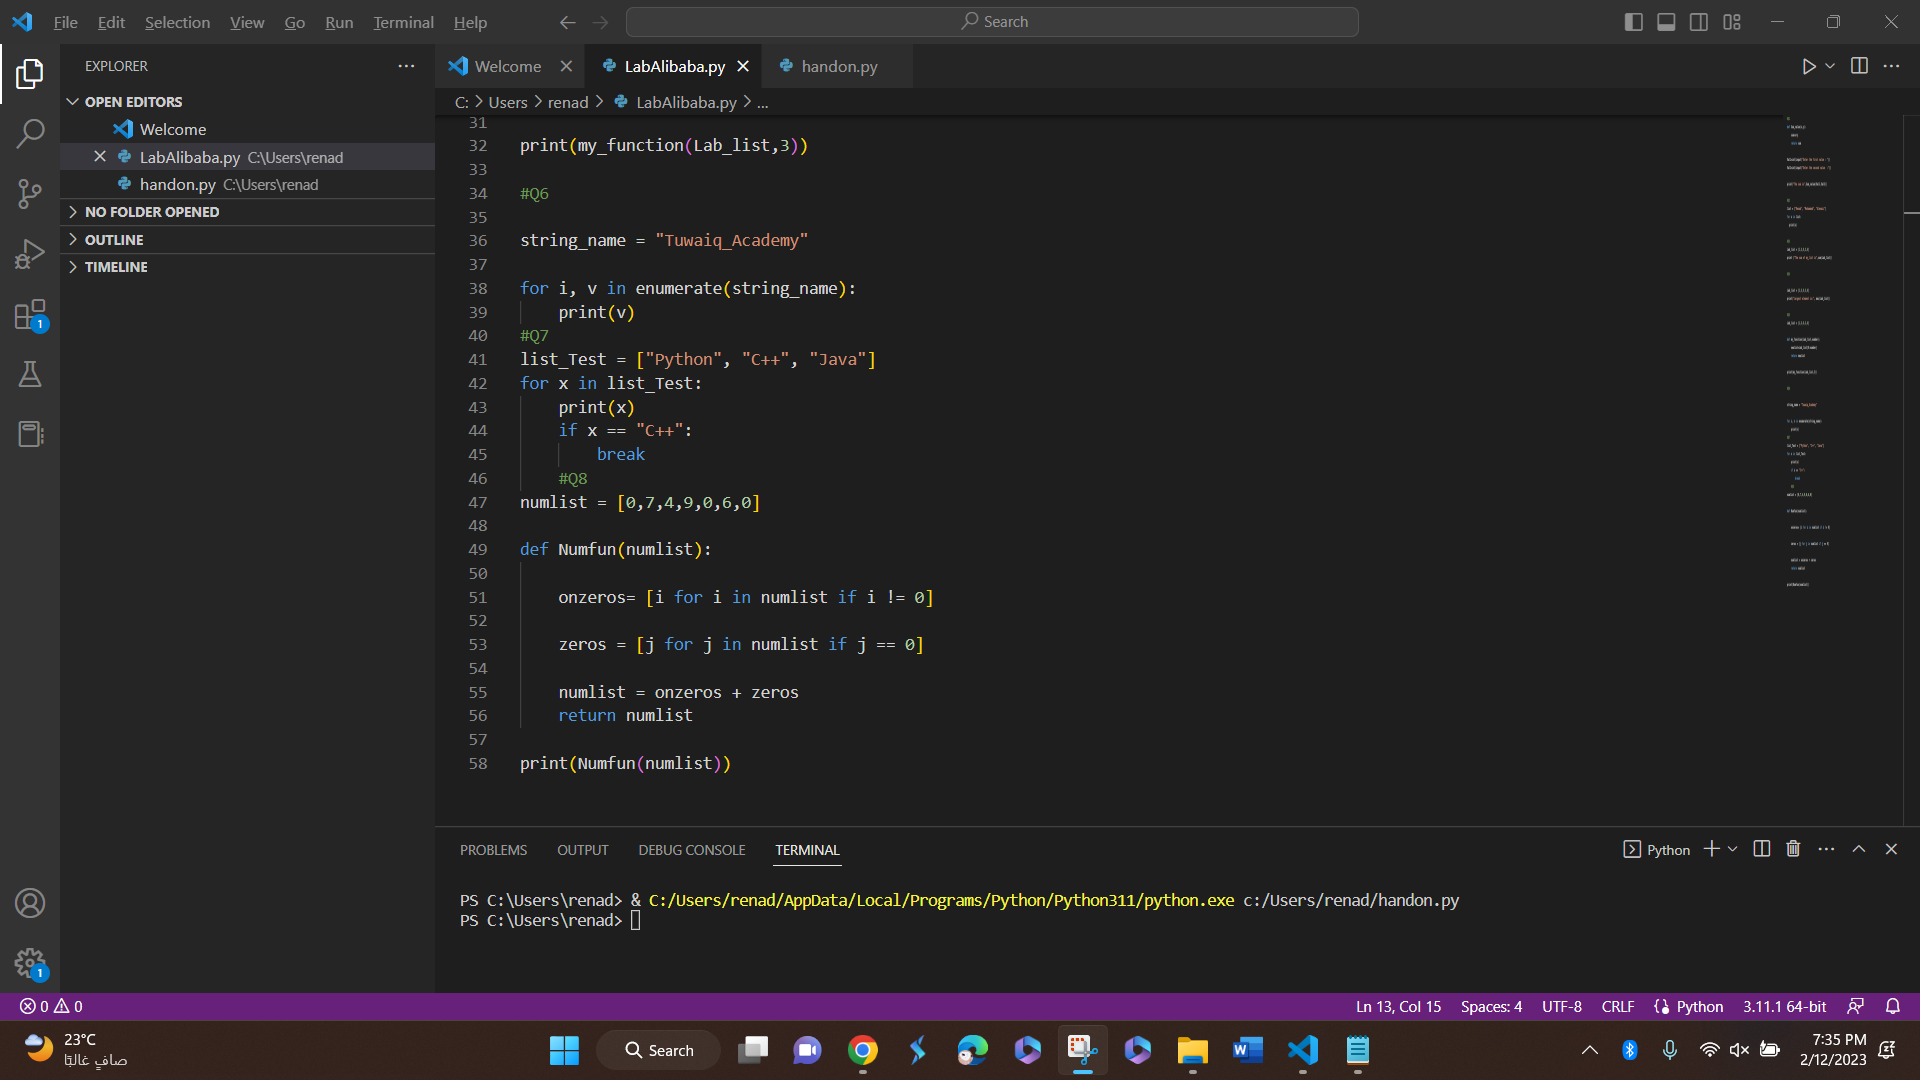 File Edit Selection View Go Run Terminal Help
Search
EXPLORER
OPEN EDITORS
Welcome
LabAlibaba.py C:\Users\renad
handon.py C:\Users\renad
NO FOLDER OPENED
OUTLINE
TIMELINE
1
1
Welcome LabAlibaba.py handon.py
C: > Users > renad > LabAlibaba.py > ...
31
32 print(my_function(Lab_list,3))
33
34 #Q6
35
36 string_name = "Tuwaiq_Academy"
37
38 for i, v in enumerate(string_name):
39     print(v)
40 #Q7
41 list_Test = ["Python", "C++", "Java"]
42 for x in list_Test:
43     print(x)
44     if x == "C++":
45         break
46     #Q8
47 numlist = [0,7,4,9,0,6,0]
48
49 def Numfun(numlist):
50
51     onzeros= [i for i in numlist if i != 0]
52
53     zeros = [j for j in numlist if j == 0]
54
55     numlist = onzeros + zeros
56     return numlist
57
58 print(Numfun(numlist))
PROBLEMS OUTPUT DEBUG CONSOLE TERMINAL
Python
PS C:\Users\renad> & C:/Users/renad/AppData/Local/Programs/Python/Python311/python.exe c:/Users/renad/handon.py
PS C:\Users\renad>
0 0
Ln 13, Col 15 Spaces: 4 UTF-8 CRLF Python 3.11.1 64-bit
23°C
صافٍ غالبًا
Search
7:35 PM
2/12/2023